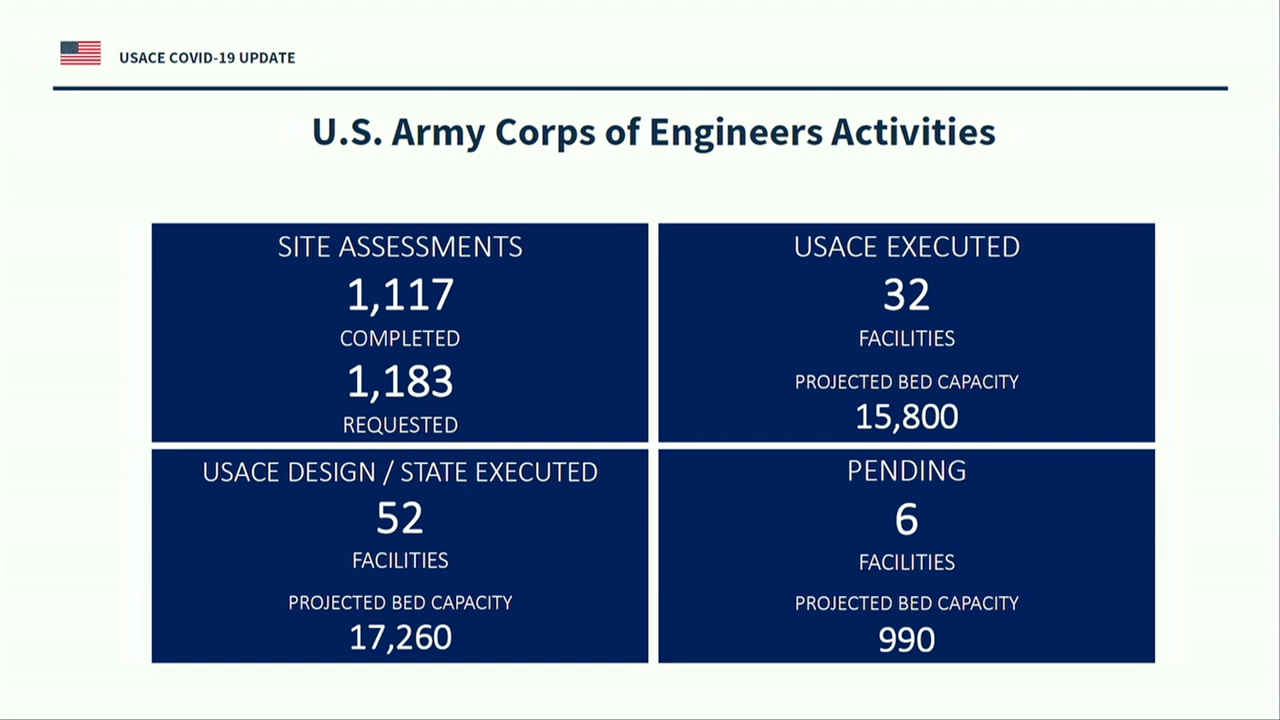 USACE COVID-19 UPDATE
U.S. Army Corps of Engineers Activities
SITE ASSESSMENTS
1,117
COMPLETED
1,183
REQUESTED
USACE EXECUTED
32
FACILITIES
PROJECTED BED CAPACITY
15,800
USACE DESIGN / STATE EXECUTED
52
FACILITIES
PROJECTED BED CAPACITY
17,260
PENDING
6
FACILITIES
PROJECTED BED CAPACITY
990